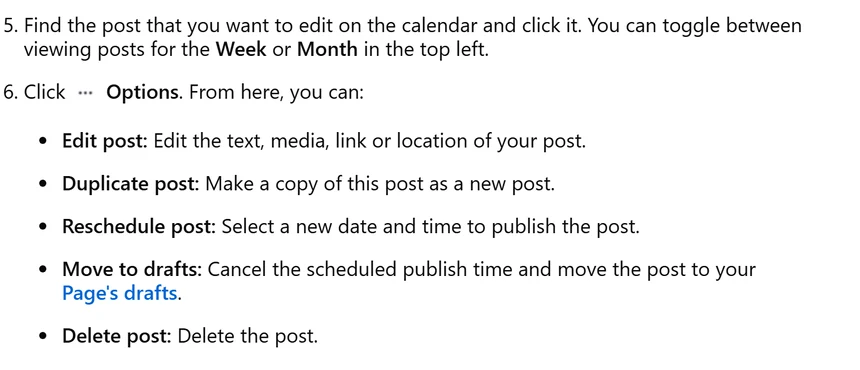 5. Find the post that you want to edit on the calendar and click it. You can toggle between
viewing posts for the Week or Month in the top left.
6. Click ··· Options. From here, you can:
• Edit post: Edit the text, media, link or location of your post.
• Duplicate post: Make a copy of this post as a new post.
• Reschedule post: Select a new date and time to publish the post.
• Move to drafts: Cancel the scheduled publish time and move the post to your
Page's drafts.
• Delete post: Delete the post.